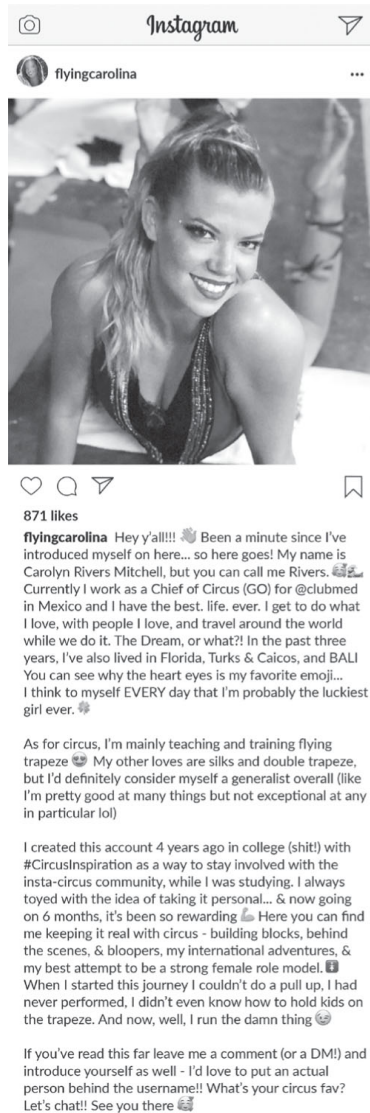 Instagram
flyingcarolina
871 likes
flyingcarolina Hey y'all!!! 👋 Been a minute since I've
introduced myself on here... so here goes! My name is
Carolyn Rivers Mitchell, but you can call me Rivers. 🥰🌊
Currently I work as a Chief of Circus (GO) for @clubmed
in Mexico and I have the best. life. ever. I get to do what
I love, with people I love, and travel around the world
while we do it. The Dream, or what?! In the past three
years, I've also lived in Florida, Turks & Caicos, and BALI
You can see why the heart eyes is my favorite emoji...
I think to myself EVERY day that I'm probably the luckiest
girl ever. 🍀
As for circus, I'm mainly teaching and training flying
trapeze 😍 My other loves are silks and double trapeze,
but I'd definitely consider myself a generalist overall (like
I'm pretty good at many things but not exceptional at any
in particular lol)
I created this account 4 years ago in college (shit!) with
#CircusInspiration as a way to stay involved with the
insta-circus community, while I was studying. I always
toyed with the idea of taking it personal... & now going
on 6 months, it's been so rewarding 💪 Here you can find
me keeping it real with circus - building blocks, behind
the scenes, & bloopers, my international adventures, &
my best attempt to be a strong female role model. ⬇️
When I started this journey I couldn't do a pull up, I had
never performed, I didn't even know how to hold kids on
the trapeze. And now, well, I run the damn thing 😉
If you've read this far leave me a comment (or a DM!) and
introduce yourself as well - I'd love to put an actual
person behind the username!! What's your circus fav?
Let's chat!! See you there 🥰